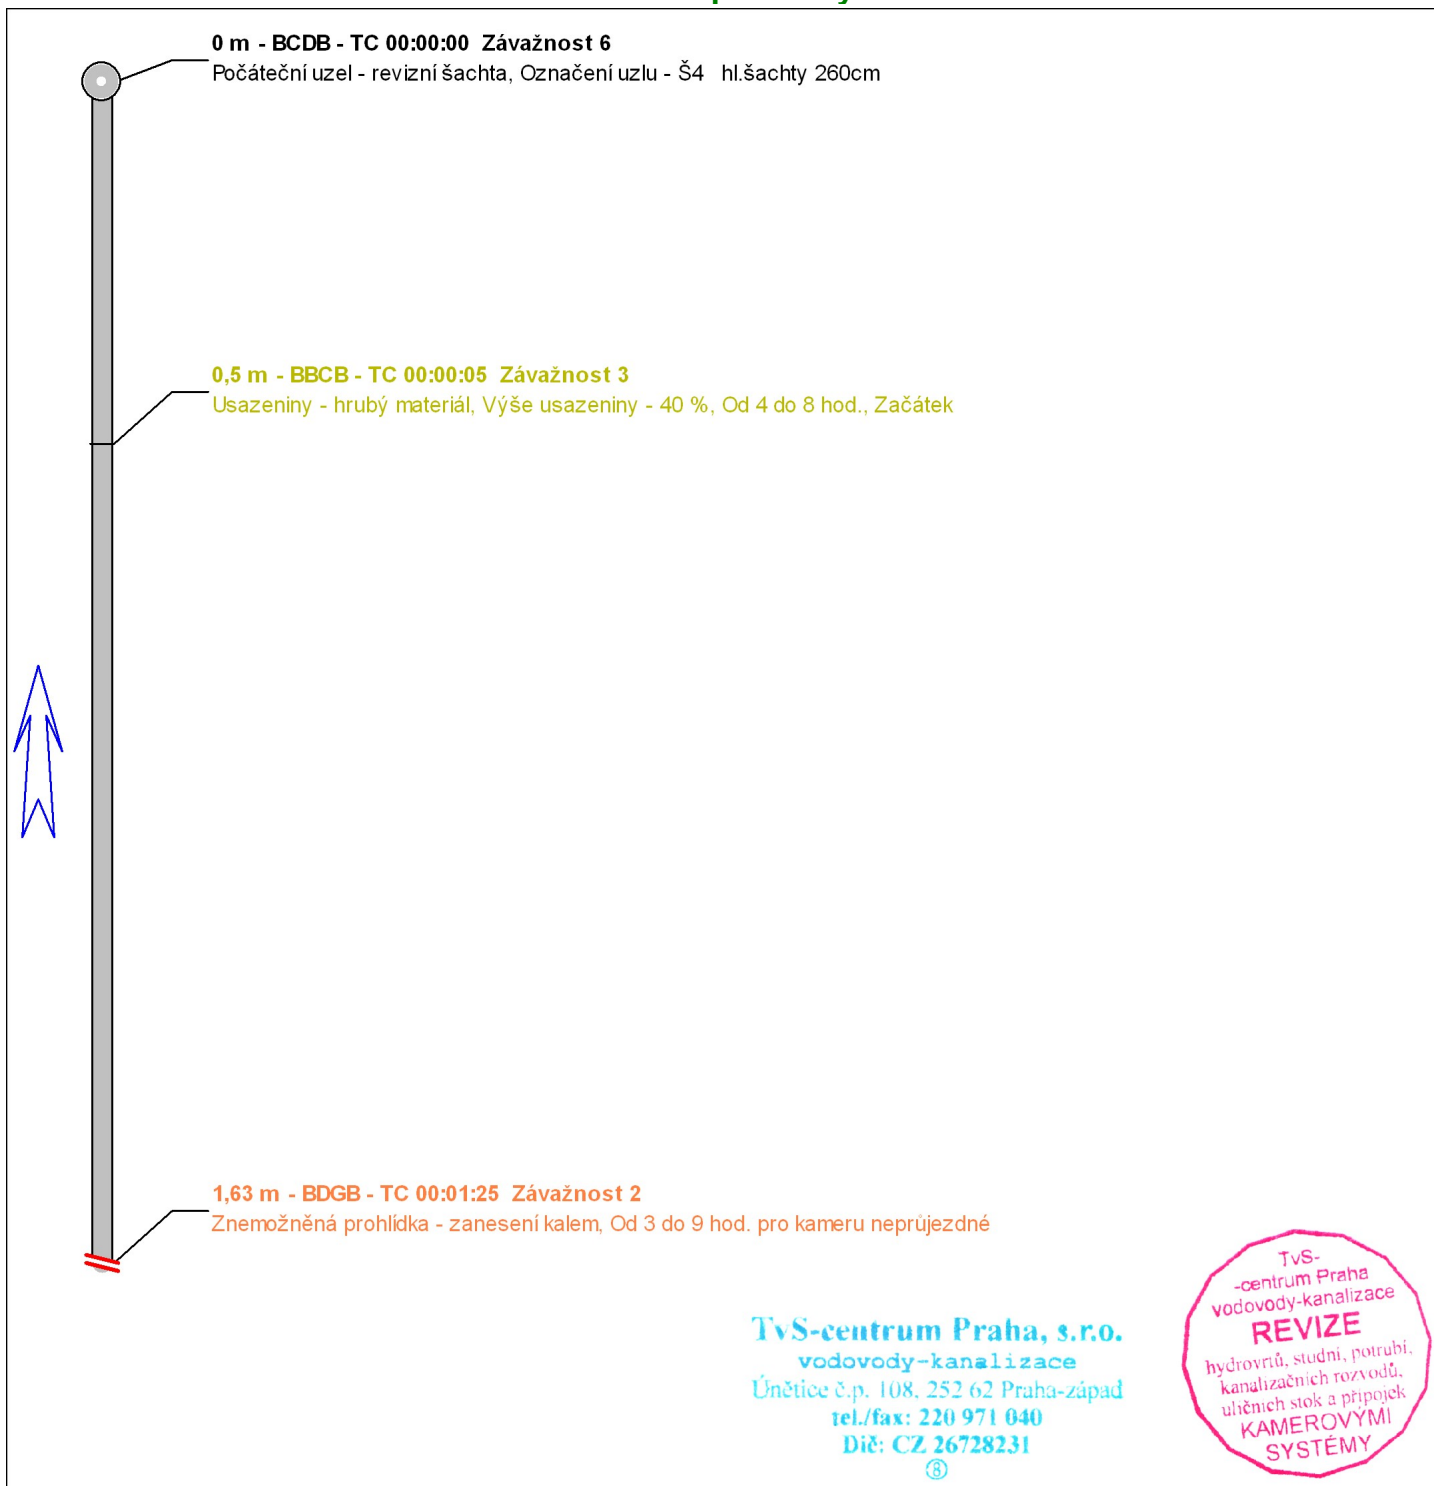 0 m - BCDB - TC 00:00:00 Závažnost 6
Počáteční uzel - revizní šachta, Označení uzlu - Š4 hl.šachty 260cm
0,5 m - BBCB - TC 00:00:05 Závažnost 3
Usazeniny - hrubý materiál, Výše usazeniny - 40 %, Od 4 do 8 hod., Začátek
1,63 m - BDGB - TC 00:01:25 Závažnost 2
Znemožněná prohlídka - zanesení kalem, Od 3 do 9 hod. pro kameru neprůjezdné
TvS-centrum Praha, s.r.o.
vodovody-kanalizace
Únětice č.p. 108, 252 62 Praha-západ
tel./fax: 220 971 040
Dič: CZ 26728231
8
TvS-
-centrum Praha
vodovody-kanalizace
REVIZE
hydrovrtů, studní, potrubí,
kanalizačních rozvodů,
uličních stok a přípojek
KAMEROVÝMI
SYSTÉMY